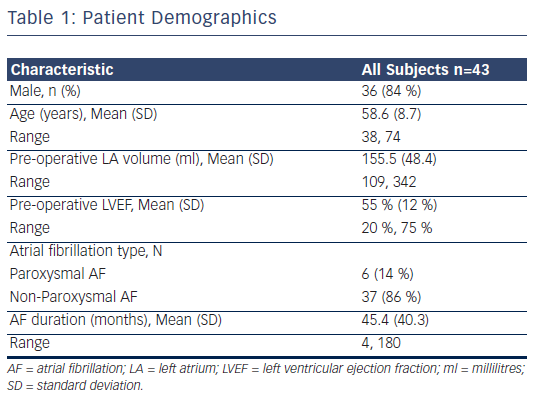 Table 1: Patient Demographics
Characteristic All Subjects n=43
Male, n (%) 36 (84 %)
Age (years), Mean (SD) 58.6 (8.7)
Range 38, 74
Pre-operative LA volume (ml), Mean (SD) 155.5 (48.4)
Range 109, 342
Pre-operative LVEF, Mean (SD) 55 % (12 %)
Range 20 %, 75 %
Atrial fibrillation type, N
Paroxysmal AF 6 (14 %)
Non-Paroxysmal AF 37 (86 %)
AF duration (months), Mean (SD) 45.4 (40.3)
Range 4, 180
AF = atrial fibrillation; LA = left atrium; LVEF = left ventricular ejection fraction; ml = millilitres;
SD = standard deviation.